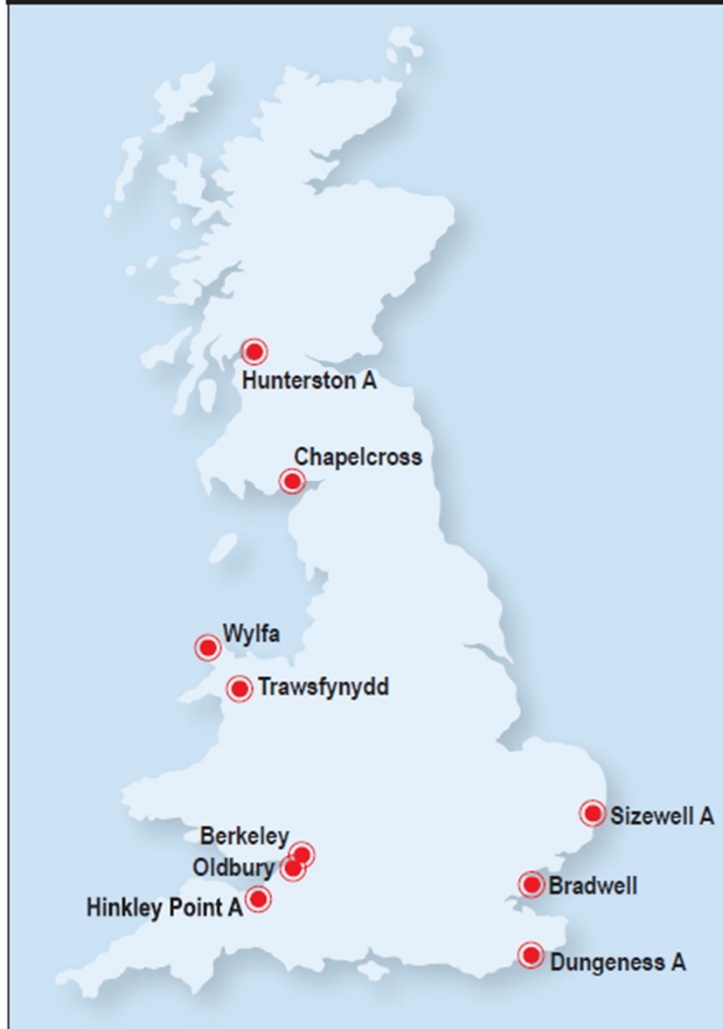 Hunterston A
Chapelcross
Wylfa
Trawsfynydd
Sizewell A
Berkeley
Oldbury
Bradwell
Hinkley Point A
Dungeness A